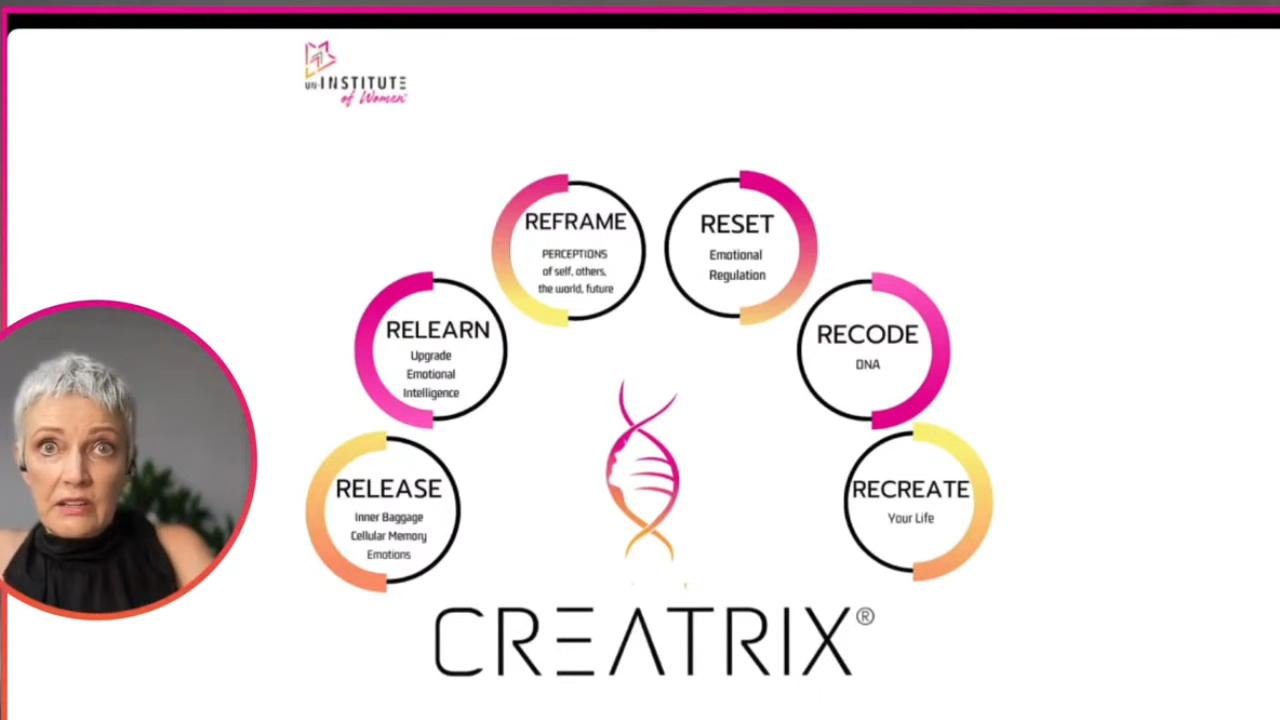 UN-INSTITUTE
of Women
REFRAME
PERCEPTIONS
of self, others,
the world, future
RESET
Emotional
Regulation
RELEARN
Upgrade
Emotional
Intelligence
RECODE
DNA
RELEASE
Inner Baggage
Cellular Memory
Emotions
RECREATE
Your Life
CREATRIX®